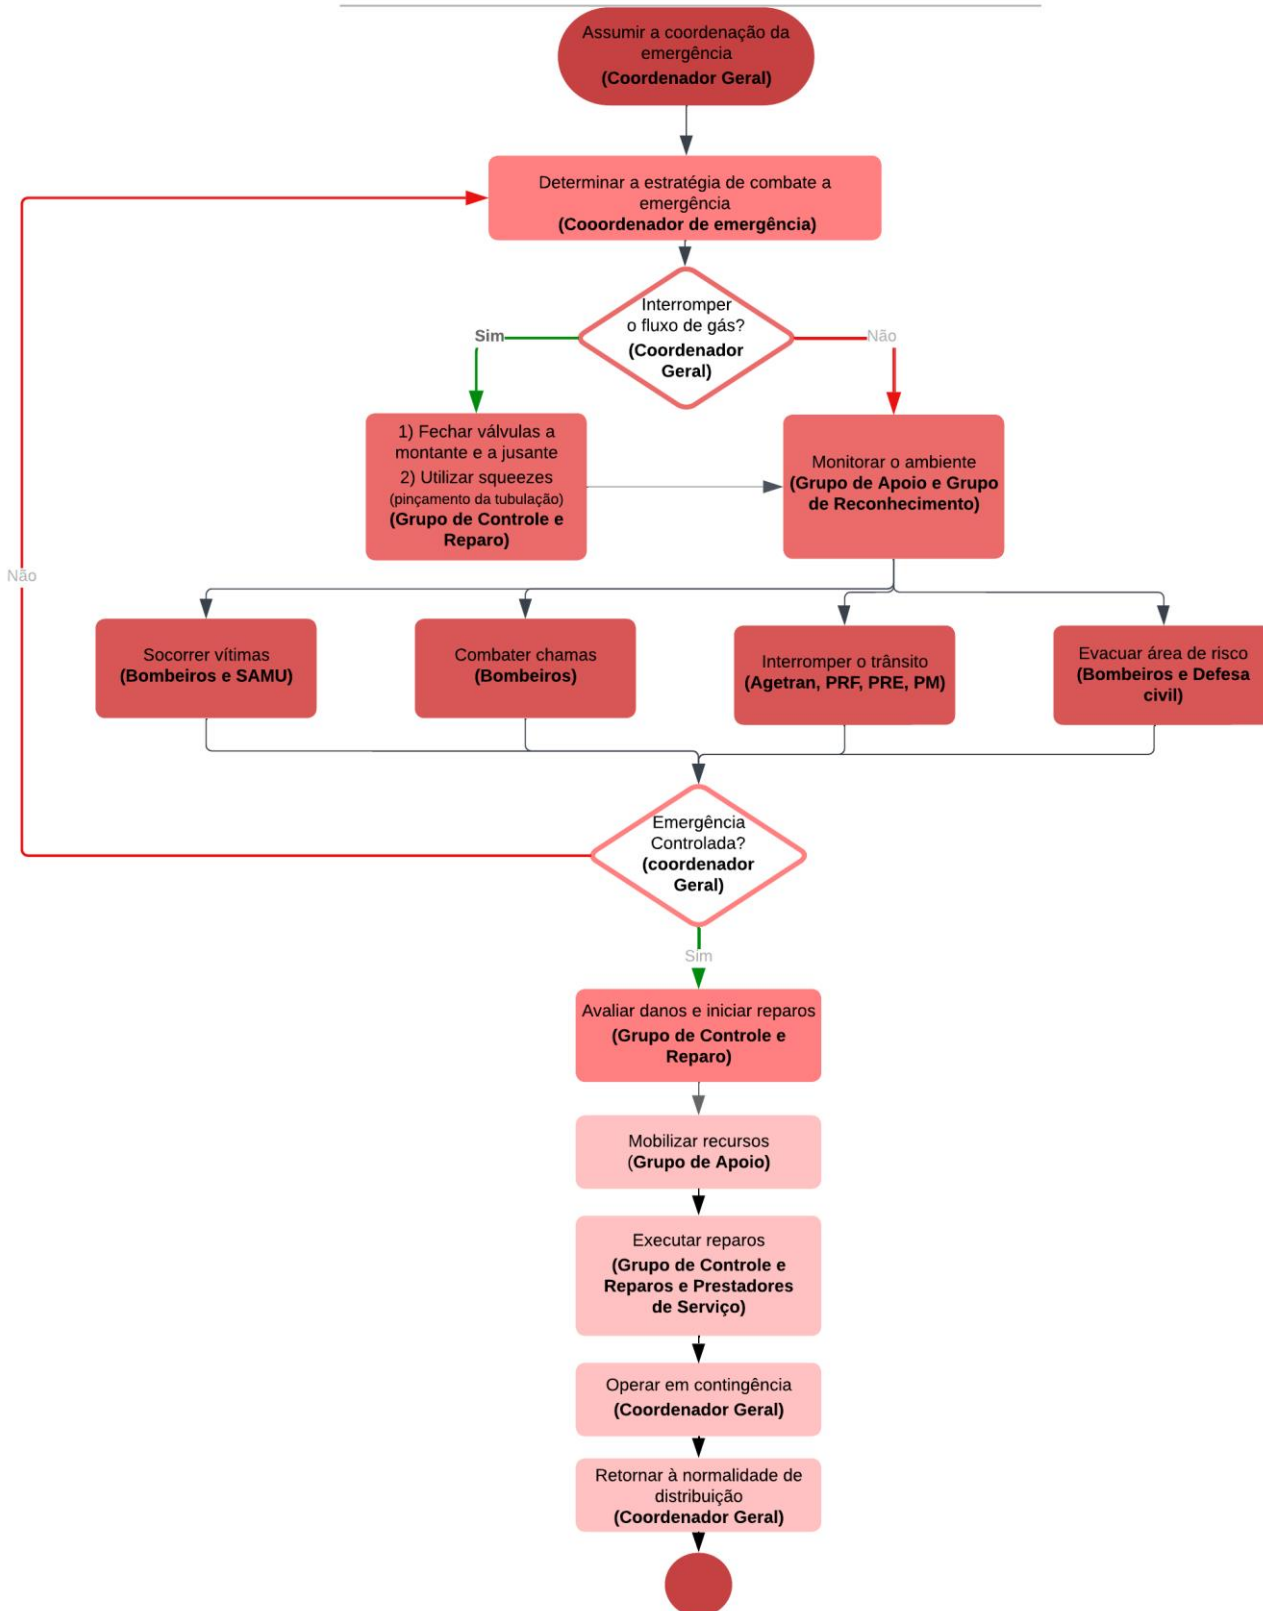 Assumir a coordenação da
emergência
(Coordenador Geral)
Determinar a estratégia de combate a
emergência
(Cooordenador de emergência)
Interromper
o fluxo de gás?
(Coordenador
Geral)
Sim
Não
1) Fechar válvulas a
montante e a jusante
2) Utilizar squeezes
(pinçamento da tubulação)
(Grupo de Controle e
Reparo)
Monitorar o ambiente
(Grupo de Apoio e Grupo
de Reconhecimento)
Não
Socorrer vítimas
(Bombeiros e SAMU)
Combater chamas
(Bombeiros)
Interromper o trânsito
(Agetran, PRF, PRE, PM)
Evacuar área de risco
(Bombeiros e Defesa
civil)
Emergência
Controlada?
(coordenador
Geral)
Sim
Avaliar danos e iniciar reparos
(Grupo de Controle e
Reparo)
Mobilizar recursos
(Grupo de Apoio)
Executar reparos
(Grupo de Controle e
Reparos e Prestadores
de Serviço)
Operar em contingência
(Coordenador Geral)
Retornar à normalidade de
distribuição
(Coordenador Geral)